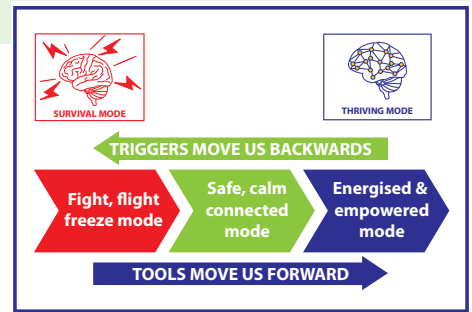 SURVIVAL MODE
THRIVING MODE
TRIGGERS MOVE US BACKWARDS
Fight, flight
freeze mode
Safe, calm
connected
mode
Energised &
empowered
mode
TOOLS MOVE US FORWARD